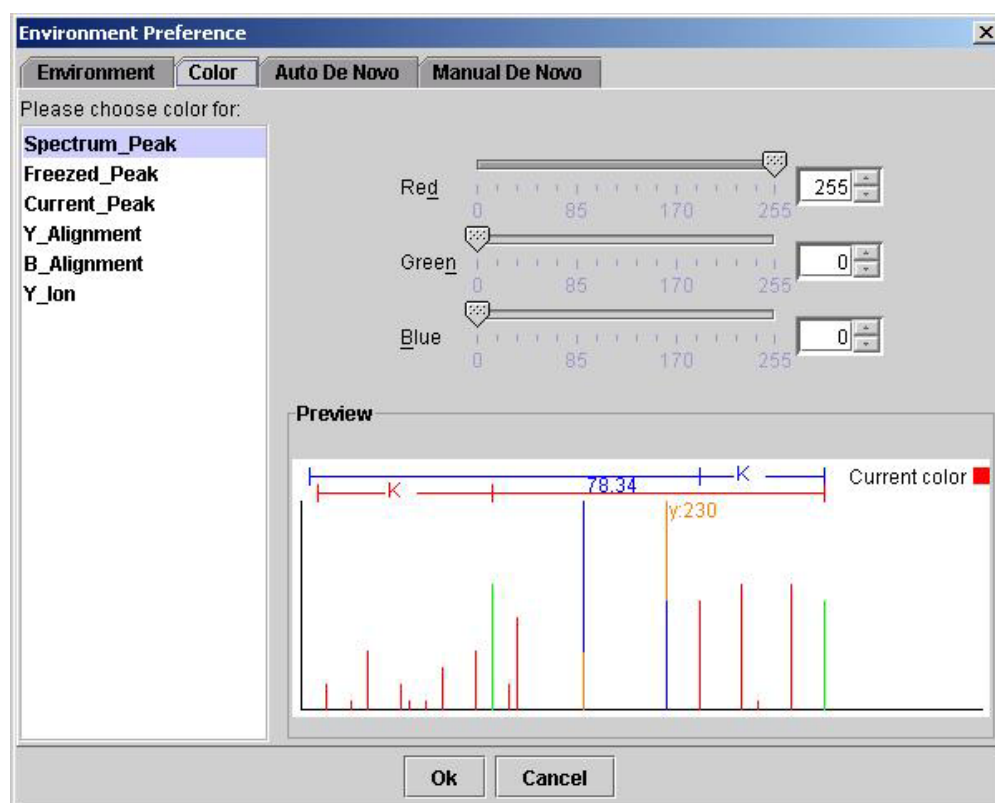 Environment Preference
Environment Color Auto De Novo Manual De Novo
Please choose color for:
Spectrum_Peak
Freezed_Peak
Current_Peak
Y_Alignment
B_Alignment
Y_Ion
Red 255
0 85 170 255
Green 0
0 85 170 255
Blue 0
0 85 170 255
Preview
K Current color
K 78.34
y:230
Ok Cancel